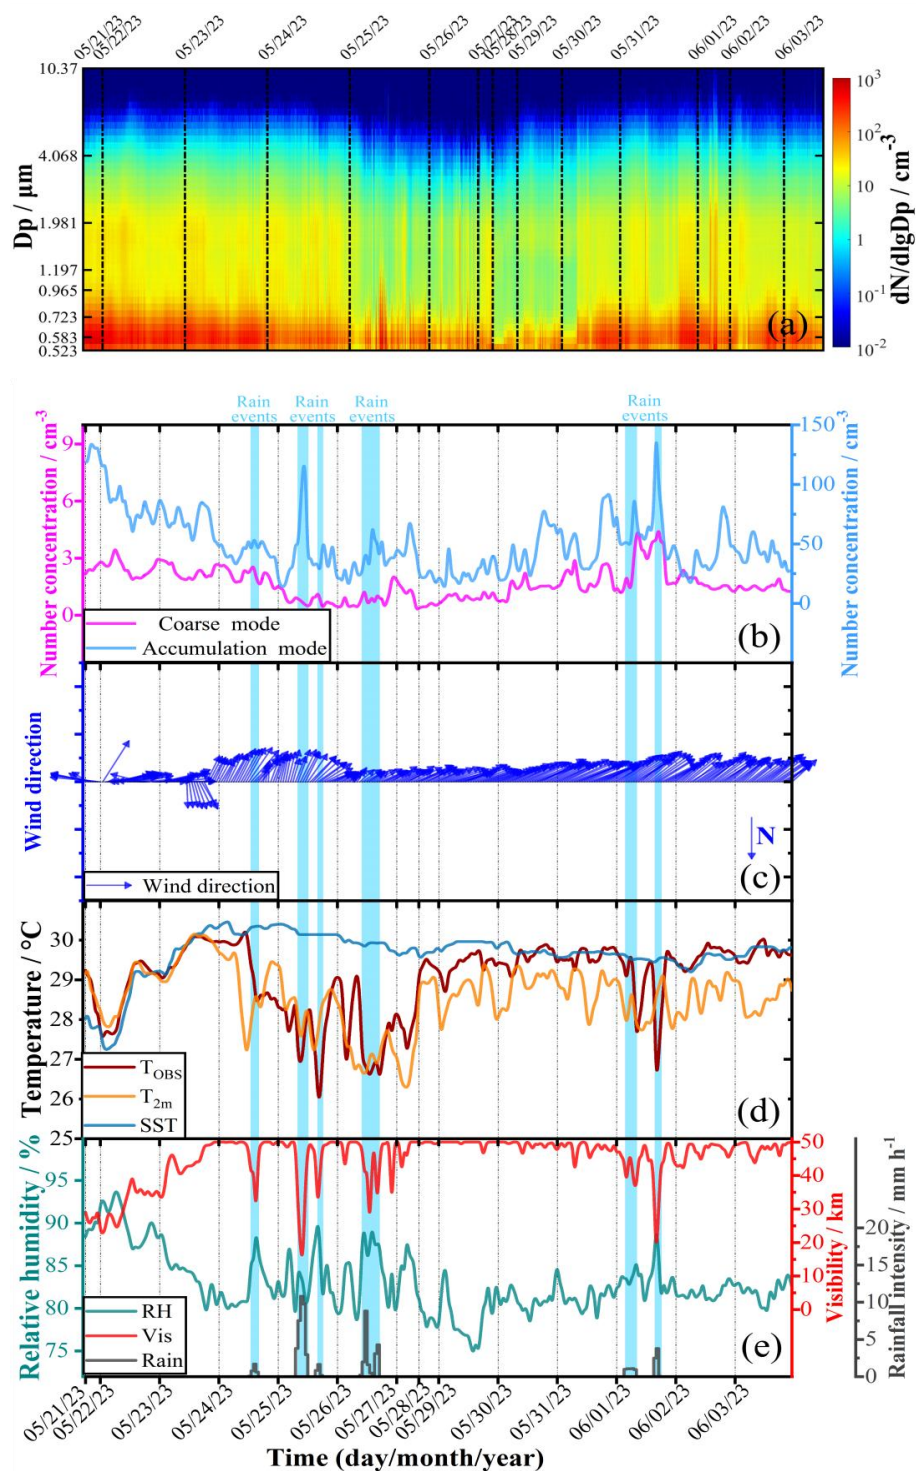 05/21/23 05/22/23 05/23/23 05/24/23 05/25/23 05/26/23 05/27/23 05/28/23 05/29/23 05/30/23 05/31/23 06/01/23 06/02/23 06/03/23
Dp / μm
10.37
4.068
1.981
1.197
0.965
0.723
0.583
0.523
(a)
10³
10²
10
1
10⁻¹
10⁻²
dN/dlgDp / cm⁻³
Rain events
Rain events
Rain events
Rain events
Number concentration / cm⁻³
9
6
3
0
150
100
50
0
Number concentration / cm⁻³
Coarse mode
Accumulation mode
(b)
Wind direction
N
Wind direction
(c)
Temperature / °C
30
29
28
27
26
25
T_OBS
T_2m
SST
(d)
Relative humidity / %
95
90
85
80
75
RH
Vis
Rain
(e)
50
40
30
20
10
0
Visibility / km
20
15
10
5
0
Rainfall intensity / mm h⁻¹
05/21/23 05/22/23 05/23/23 05/24/23 05/25/23 05/26/23 05/27/23 05/28/23 05/29/23 05/30/23 05/31/23 06/01/23 06/02/23 06/03/23
Time (day/month/year)